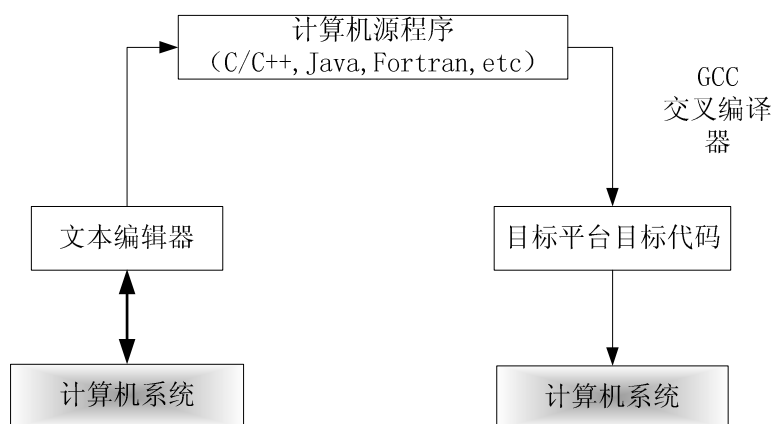 计算机源程序
（C/C++,Java,Fortran,etc）
GCC
交叉编译
器
文本编辑器
目标平台目标代码
计算机系统
计算机系统